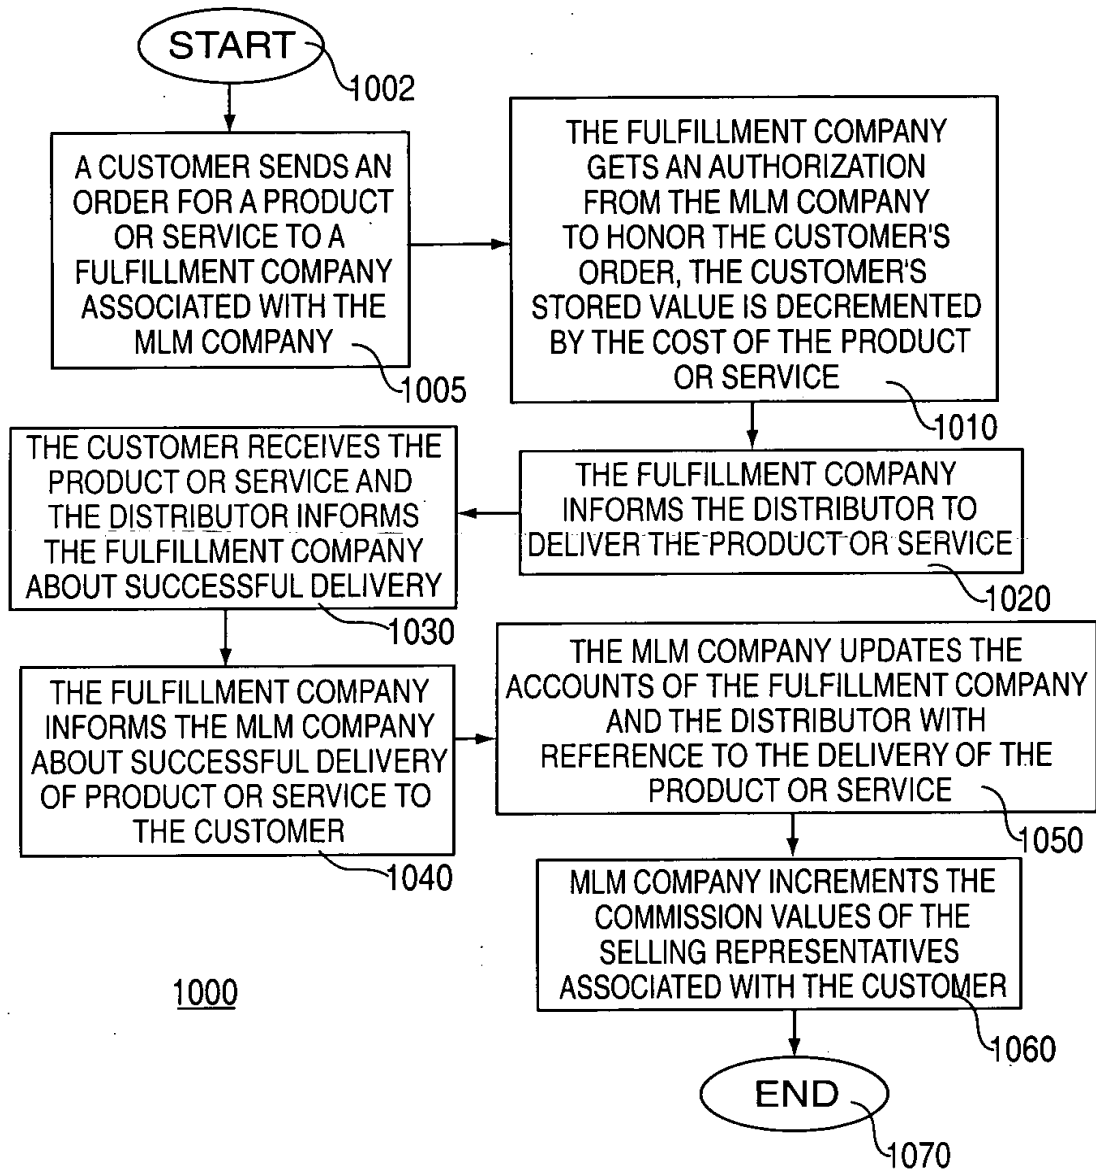 START
1002
A CUSTOMER SENDS AN
ORDER FOR A PRODUCT
OR SERVICE TO A
FULFILLMENT COMPANY
ASSOCIATED WITH THE
MLM COMPANY
1005
THE FULFILLMENT COMPANY
GETS AN AUTHORIZATION
FROM THE MLM COMPANY
TO HONOR THE CUSTOMER'S
ORDER, THE CUSTOMER'S
STORED VALUE IS DECREMENTED
BY THE COST OF THE PRODUCT
OR SERVICE
1010
THE FULFILLMENT COMPANY
INFORMS THE DISTRIBUTOR TO
DELIVER THE PRODUCT OR SERVICE
1020
THE CUSTOMER RECEIVES THE
PRODUCT OR SERVICE AND
THE DISTRIBUTOR INFORMS
THE FULFILLMENT COMPANY
ABOUT SUCCESSFUL DELIVERY
1030
THE FULFILLMENT COMPANY
INFORMS THE MLM COMPANY
ABOUT SUCCESSFUL DELIVERY
OF PRODUCT OR SERVICE TO
THE CUSTOMER
1040
THE MLM COMPANY UPDATES THE
ACCOUNTS OF THE FULFILLMENT COMPANY
AND THE DISTRIBUTOR WITH
REFERENCE TO THE DELIVERY OF THE
PRODUCT OR SERVICE
1050
MLM COMPANY INCREMENTS THE
COMMISSION VALUES OF THE
SELLING REPRESENTATIVES
ASSOCIATED WITH THE CUSTOMER
1060
END
1070
1000